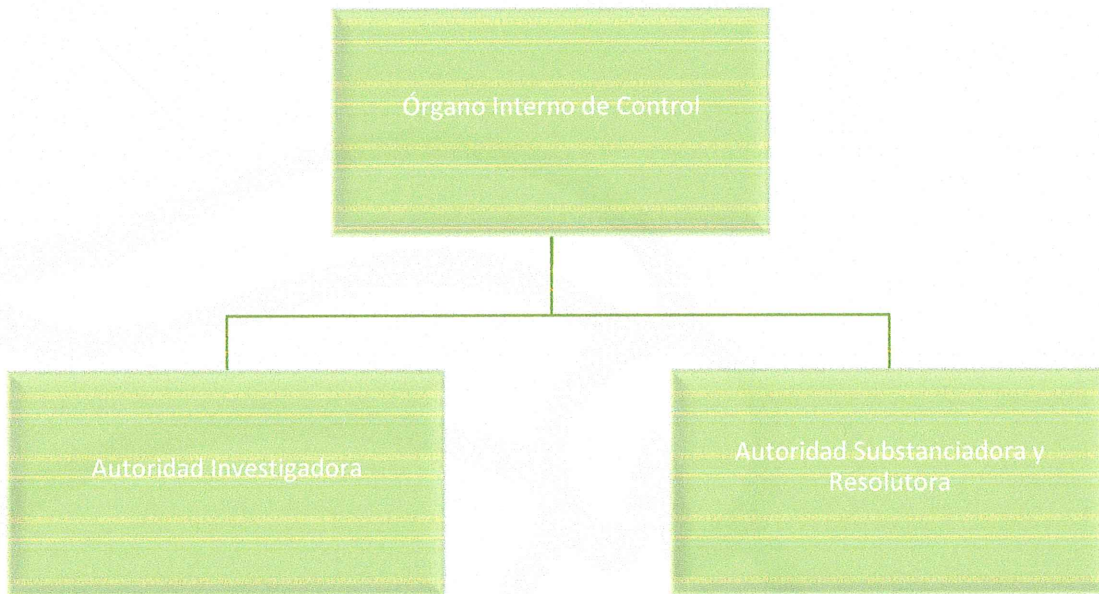 Órgano Interno de Control
Autoridad Investigadora
Autoridad Substanciadora y
Resolutora